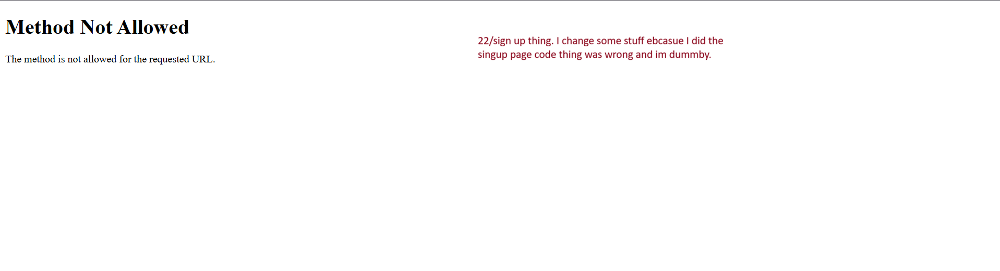 Method Not Allowed
The method is not allowed for the requested URL.
22/sign up thing. I change some stuff ebcasue I did the
singup page code thing was wrong and im dummby.